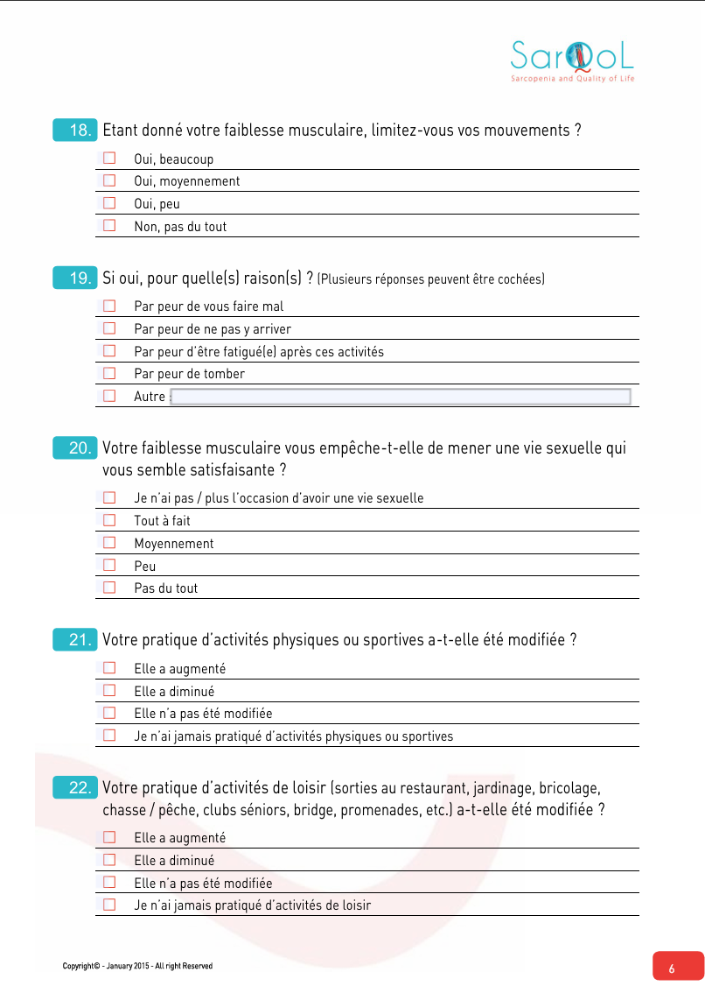 SarQoL
Sarcopenia and Quality of Life
18. Etant donné votre faiblesse musculaire, limitez-vous vos mouvements ?
Oui, beaucoup
Oui, moyennement
Oui, peu
Non, pas du tout
19. Si oui, pour quelle(s) raison(s) ? (Plusieurs réponses peuvent être cochées)
Par peur de vous faire mal
Par peur de ne pas y arriver
Par peur d’être fatigué(e) après ces activités
Par peur de tomber
Autre :
20. Votre faiblesse musculaire vous empêche-t-elle de mener une vie sexuelle qui
vous semble satisfaisante ?
Je n’ai pas / plus l’occasion d’avoir une vie sexuelle
Tout à fait
Moyennement
Peu
Pas du tout
21. Votre pratique d’activités physiques ou sportives a-t-elle été modifiée ?
Elle a augmenté
Elle a diminué
Elle n’a pas été modifiée
Je n’ai jamais pratiqué d’activités physiques ou sportives
22. Votre pratique d’activités de loisir (sorties au restaurant, jardinage, bricolage,
chasse / pêche, clubs séniors, bridge, promenades, etc.) a-t-elle été modifiée ?
Elle a augmenté
Elle a diminué
Elle n’a pas été modifiée
Je n’ai jamais pratiqué d’activités de loisir
Copyright© - January 2015 - All right Reserved
6